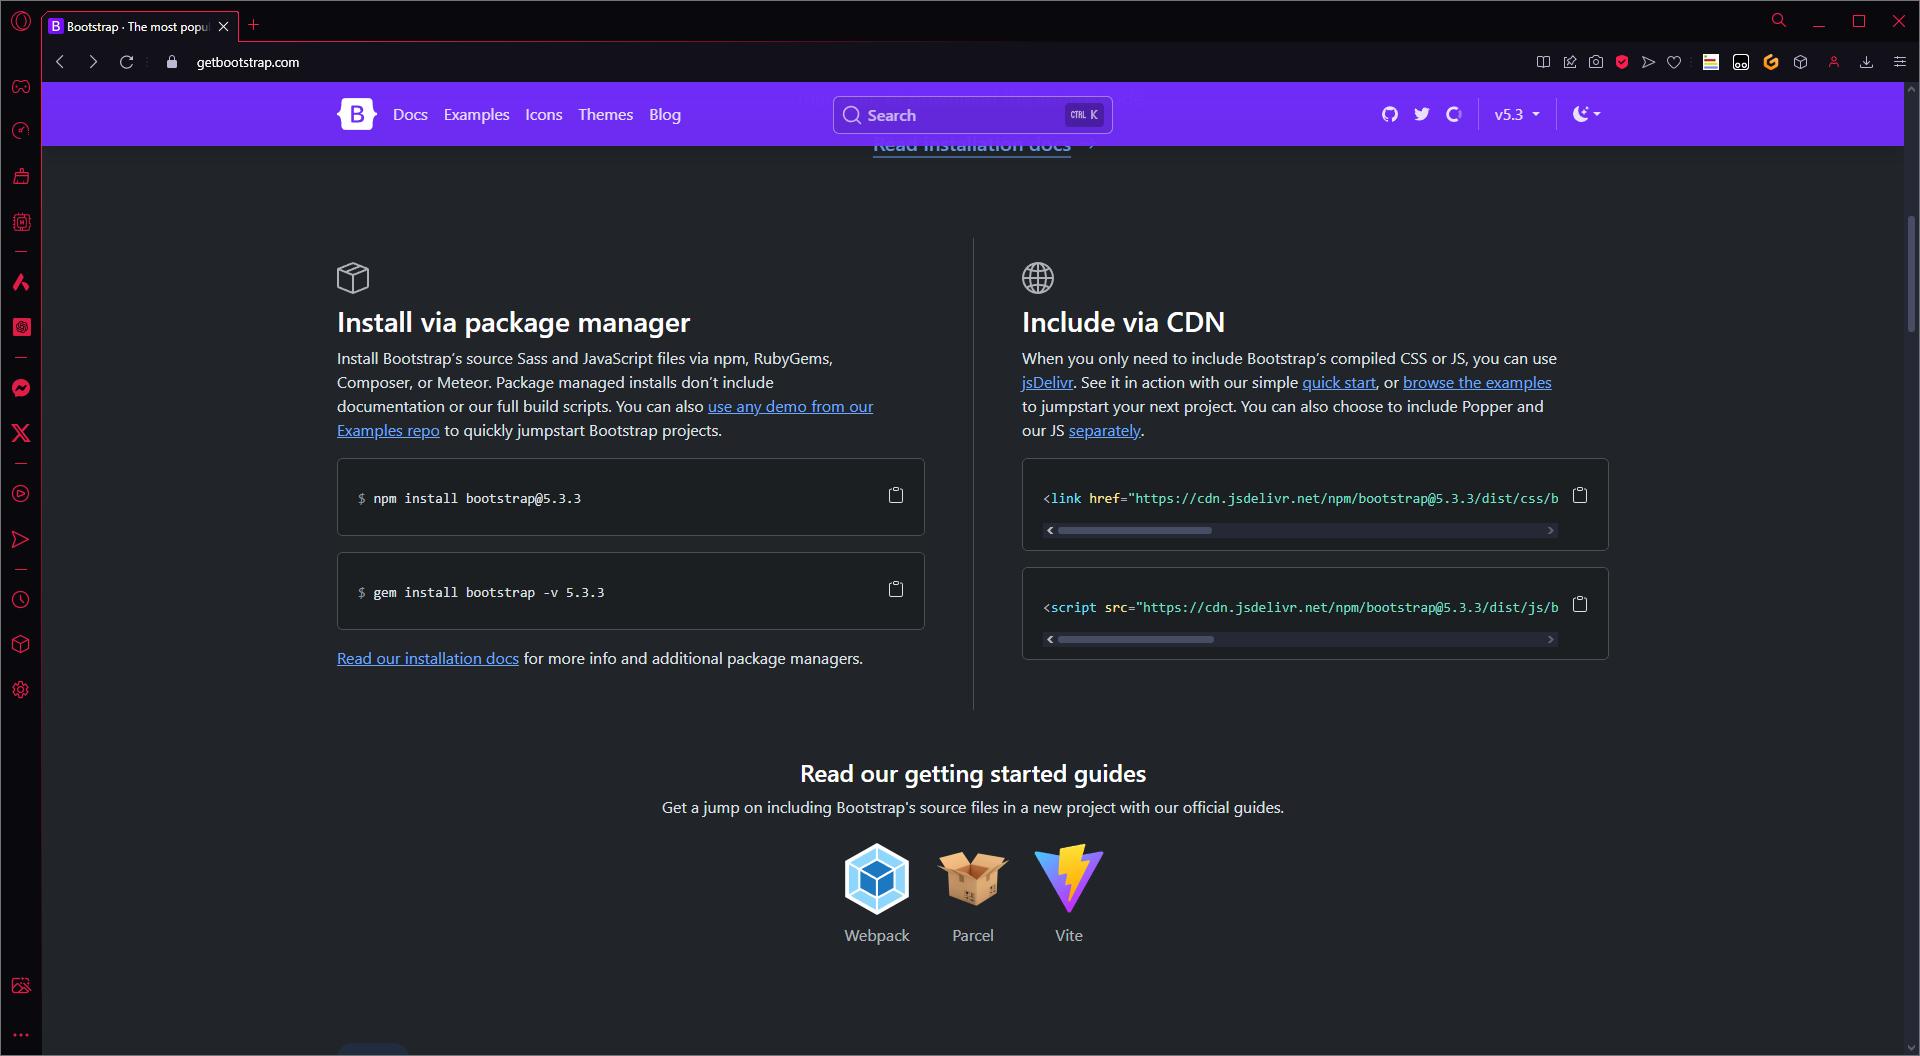 Bootstrap · The most popu
getbootstrap.com
B
Docs
Examples
Icons
Themes
Blog
Search
CTRL K
v5.3
Read installation docs
Install via package manager
Install Bootstrap’s source Sass and JavaScript files via npm, RubyGems,
Composer, or Meteor. Package managed installs don’t include
documentation or our full build scripts. You can also use any demo from our
Examples repo to quickly jumpstart Bootstrap projects.
$ npm install bootstrap@5.3.3
$ gem install bootstrap -v 5.3.3
Read our installation docs for more info and additional package managers.
Include via CDN
When you only need to include Bootstrap’s compiled CSS or JS, you can use
jsDelivr. See it in action with our simple quick start, or browse the examples
to jumpstart your next project. You can also choose to include Popper and
our JS separately.
<link href="https://cdn.jsdelivr.net/npm/bootstrap@5.3.3/dist/css/b
<script src="https://cdn.jsdelivr.net/npm/bootstrap@5.3.3/dist/js/b
Read our getting started guides
Get a jump on including Bootstrap's source files in a new project with our official guides.
Webpack
Parcel
Vite